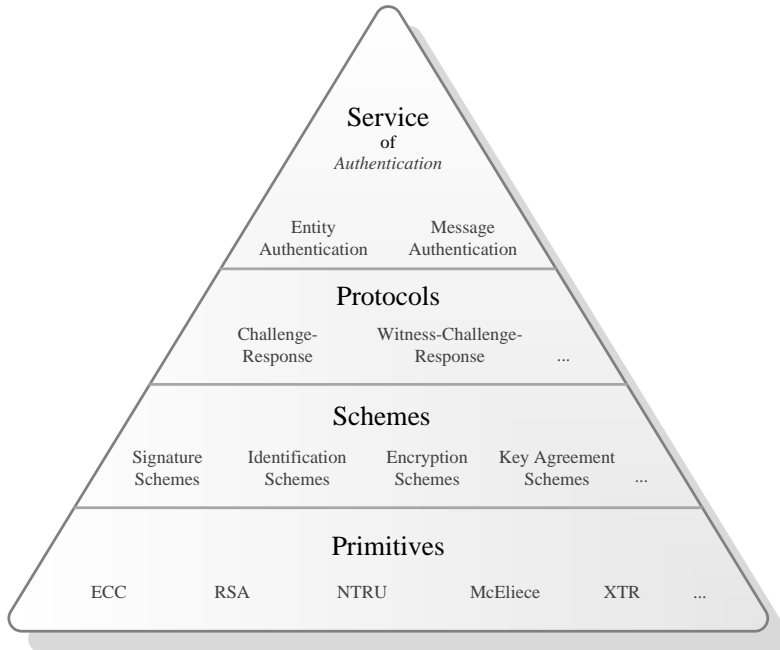 Service
of
Authentication
Entity
Authentication
Message
Authentication
Protocols
Challenge-
Response
Witness-Challenge-
Response
...
Schemes
Signature
Schemes
Identification
Schemes
Encryption
Schemes
Key Agreement
Schemes
...
Primitives
ECC
RSA
NTRU
McEliece
XTR
...